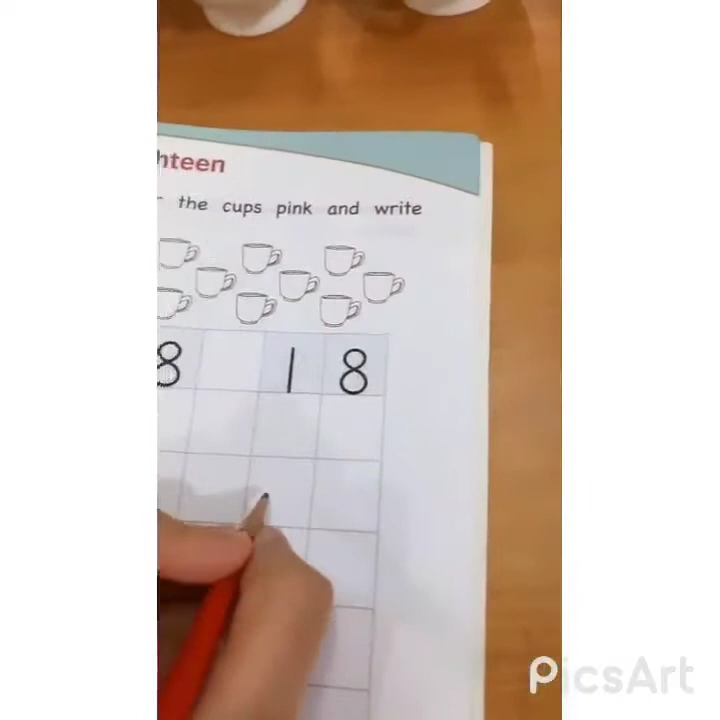 hteen
the cups pink and write
8 1 8
PicsArt